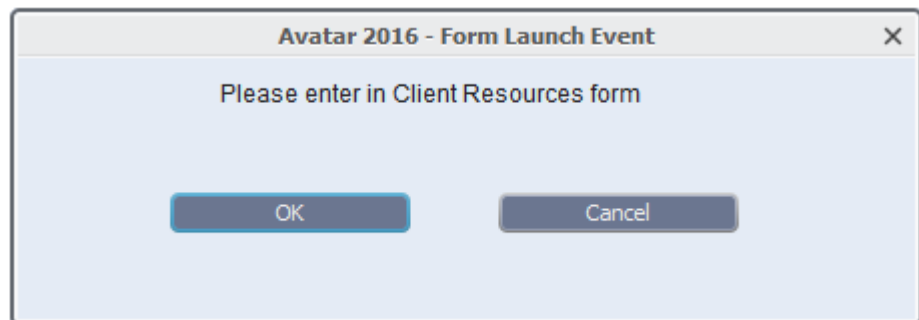 Avatar 2016 - Form Launch Event
Please enter in Client Resources form
OK
Cancel